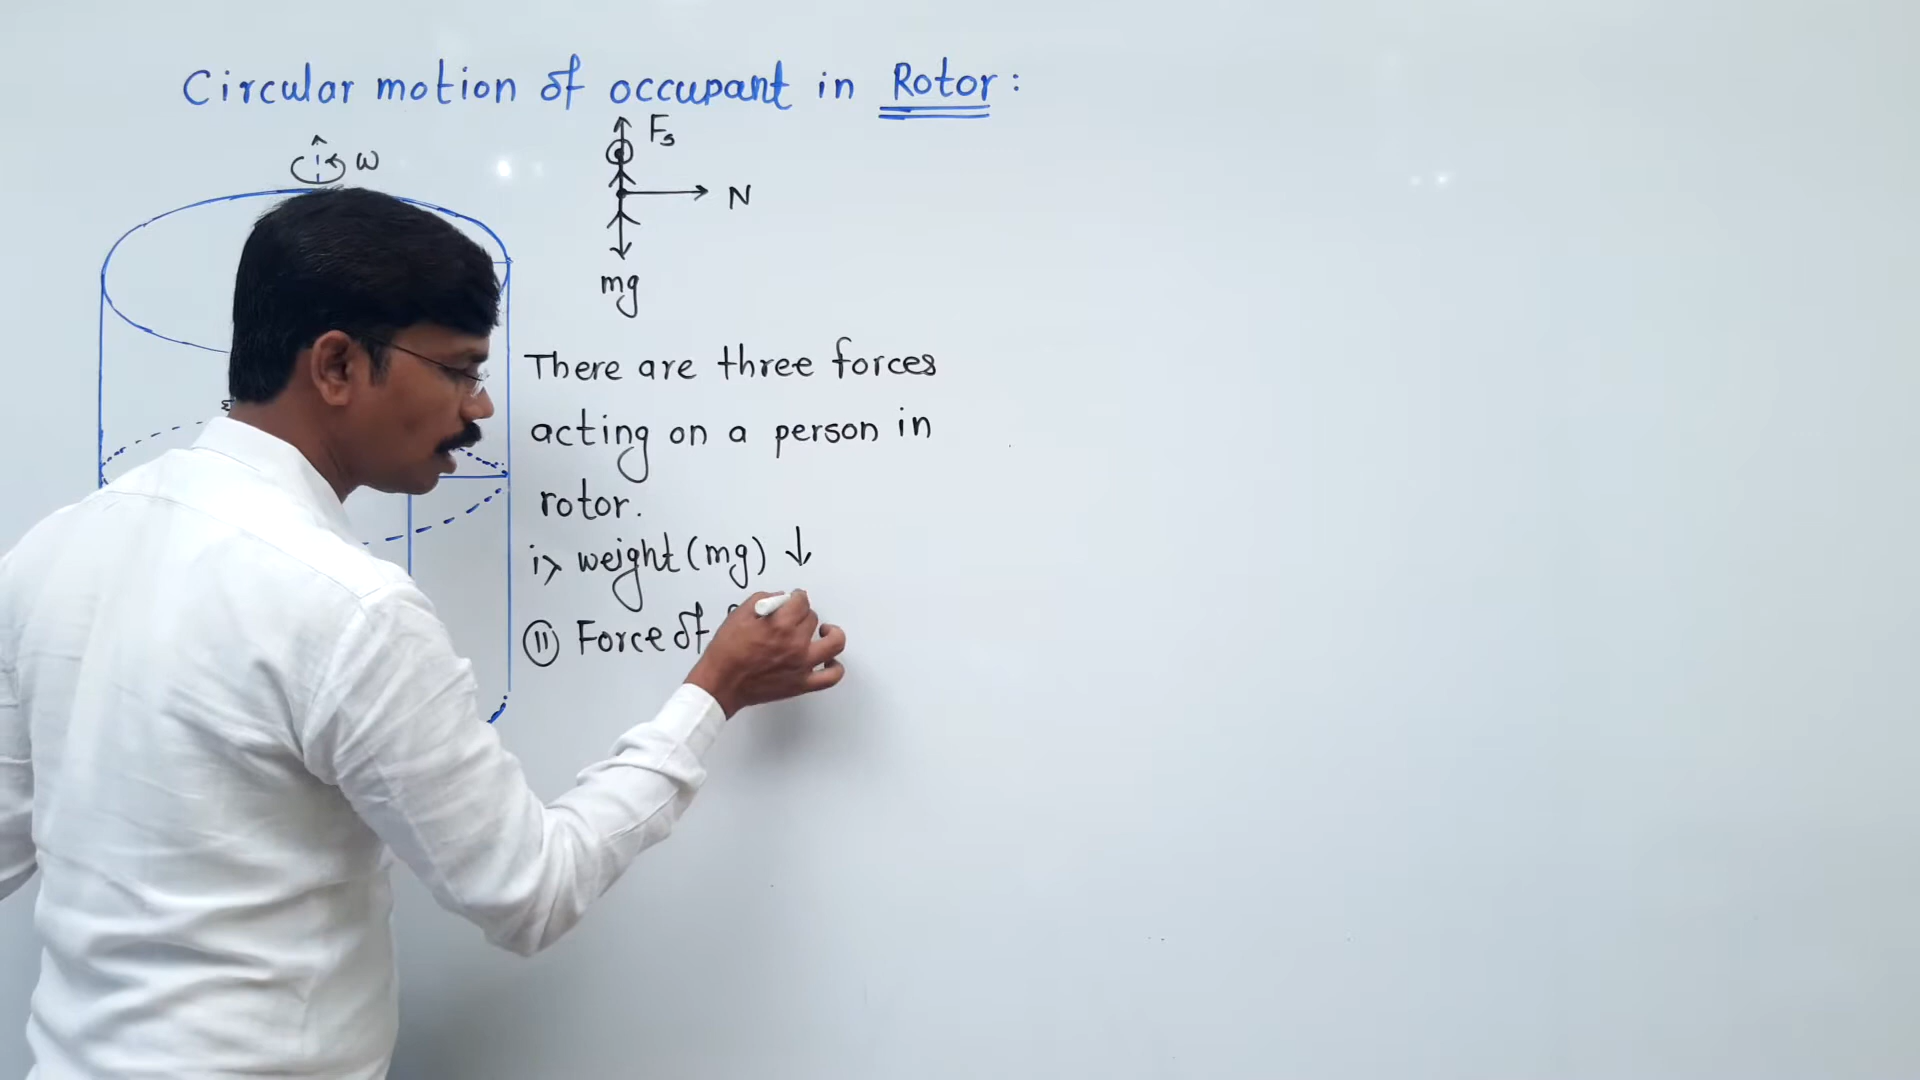 Circular motion of occupant in Rotor:
ω
Fs
N
mg
There are three forces
acting on a person in
rotor.
i> weight (mg) ↓
(II) Force of